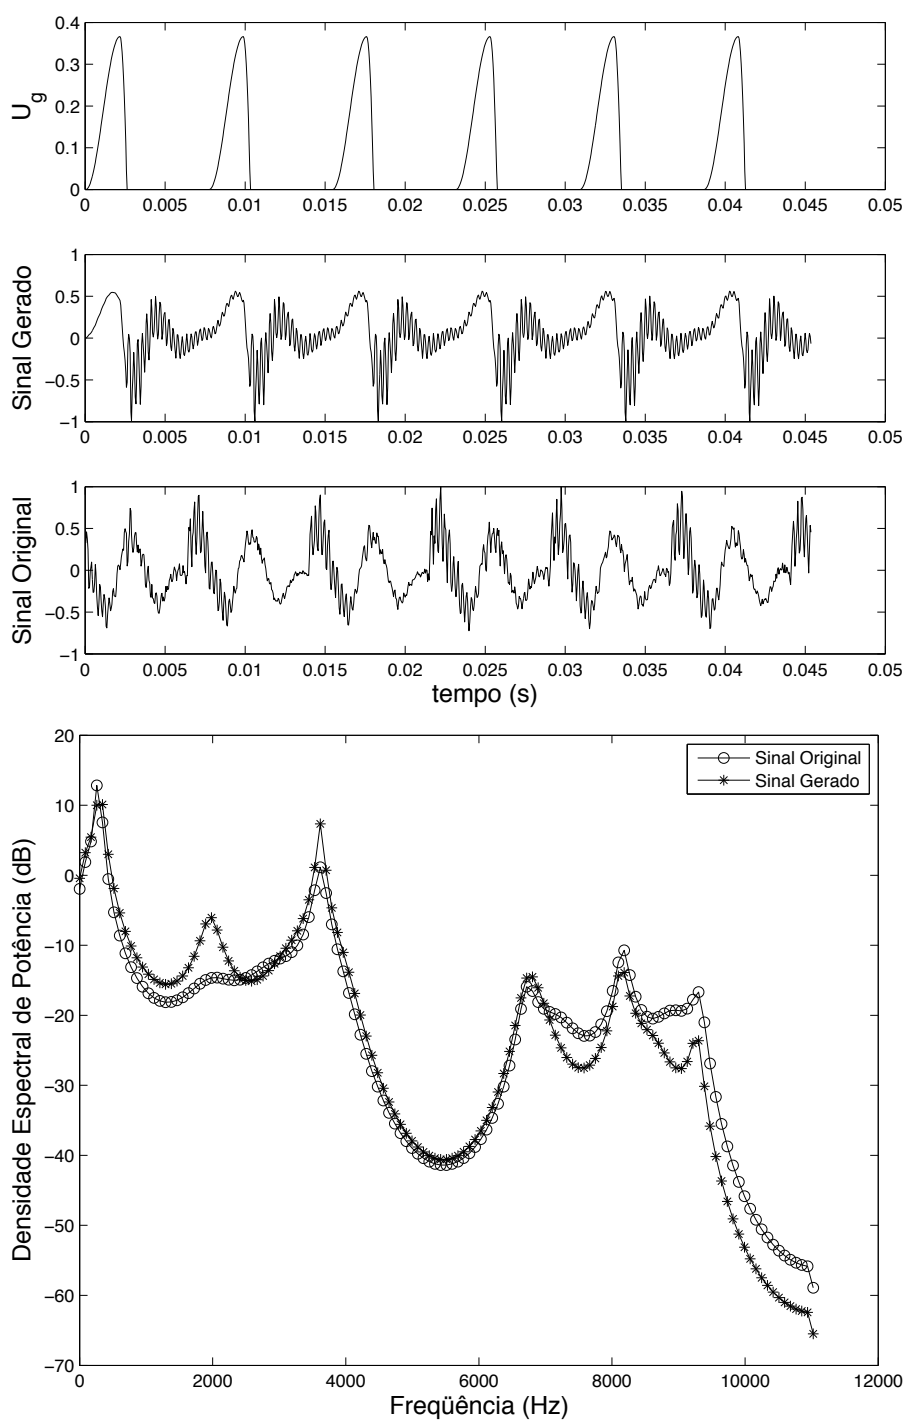 0.4
0.3
0.2
0.1
0
U_g
0 0.005 0.01 0.015 0.02 0.025 0.03 0.035 0.04 0.045 0.05
1
0.5
0
−0.5
−1
Sinal Gerado
0 0.005 0.01 0.015 0.02 0.025 0.03 0.035 0.04 0.045 0.05
1
0.5
0
−0.5
−1
Sinal Original
0 0.005 0.01 0.015 0.02 0.025 0.03 0.035 0.04 0.045 0.05
tempo (s)
20
10
0
−10
−20
−30
−40
−50
−60
−70
Densidade Espectral de Potência (dB)
Sinal Original
Sinal Gerado
0 2000 4000 6000 8000 10000 12000
Freqüência (Hz)